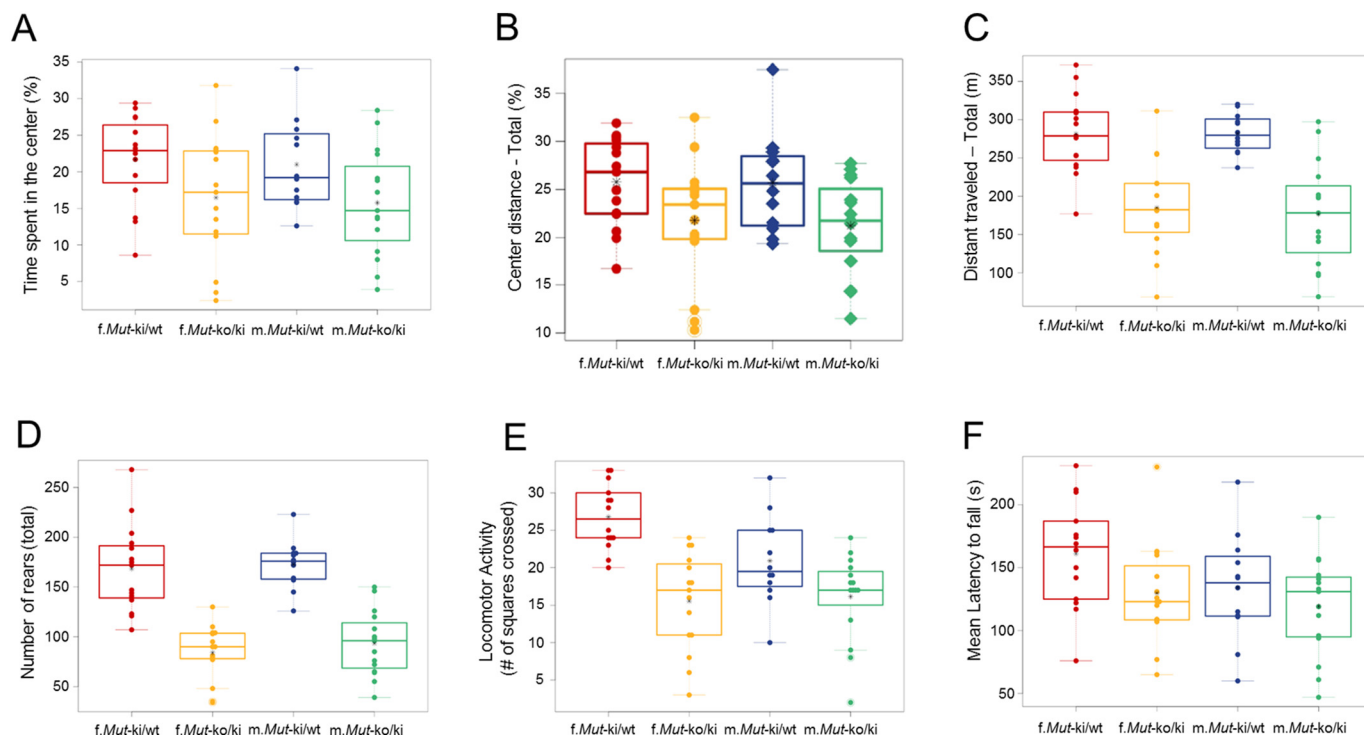 A
Time spent in the center (%)
35
30
25
20
15
10
5
f.Mut-ki/wt f.Mut-ko/ki m.Mut-ki/wt m.Mut-ko/ki
B
Center distance - Total (%)
35
30
25
20
15
10
f.Mut-ki/wt f.Mut-ko/ki m.Mut-ki/wt m.Mut-ko/ki
C
Distant traveled – Total (m)
350
300
250
200
150
100
f.Mut-ki/wt f.Mut-ko/ki m.Mut-ki/wt m.Mut-ko/ki
D
Number of rears (total)
250
200
150
100
50
f.Mut-ki/wt f.Mut-ko/ki m.Mut-ki/wt m.Mut-ko/ki
E
Locomotor Activity
(# of squares crossed)
30
25
20
15
10
5
f.Mut-ki/wt f.Mut-ko/ki m.Mut-ki/wt m.Mut-ko/ki
F
Mean Latency to fall (s)
200
150
100
50
f.Mut-ki/wt f.Mut-ko/ki m.Mut-ki/wt m.Mut-ko/ki